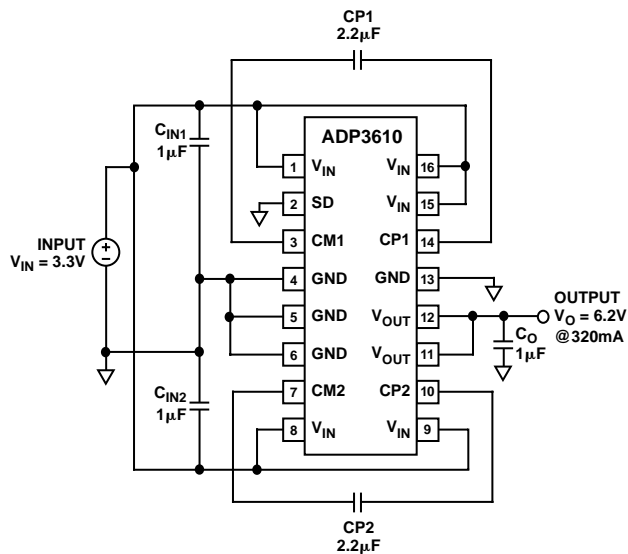 CP1
2.2μF
ADP3610
CIN1
1μF
1 VIN
VIN 16
2 SD
VIN 15
INPUT
VIN = 3.3V
3 CM1
CP1 14
4 GND
GND 13
5 GND
VOUT 12
OUTPUT
VO = 6.2V
@320mA
6 GND
VOUT 11
CO
1μF
CIN2
1μF
7 CM2
CP2 10
8 VIN
VIN 9
CP2
2.2μF